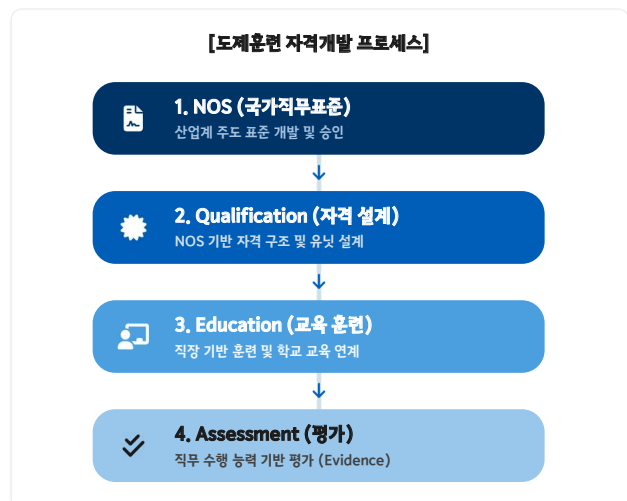 [도제훈련 자격개발 프로세스]
1. NOS (국가직무표준)
산업계 주도 표준 개발 및 승인
2. Qualification (자격 설계)
NOS 기반 자격 구조 및 유닛 설계
3. Education (교육 훈련)
직장 기반 훈련 및 학교 교육 연계
4. Assessment (평가)
직무 수행 능력 기반 평가 (Evidence)